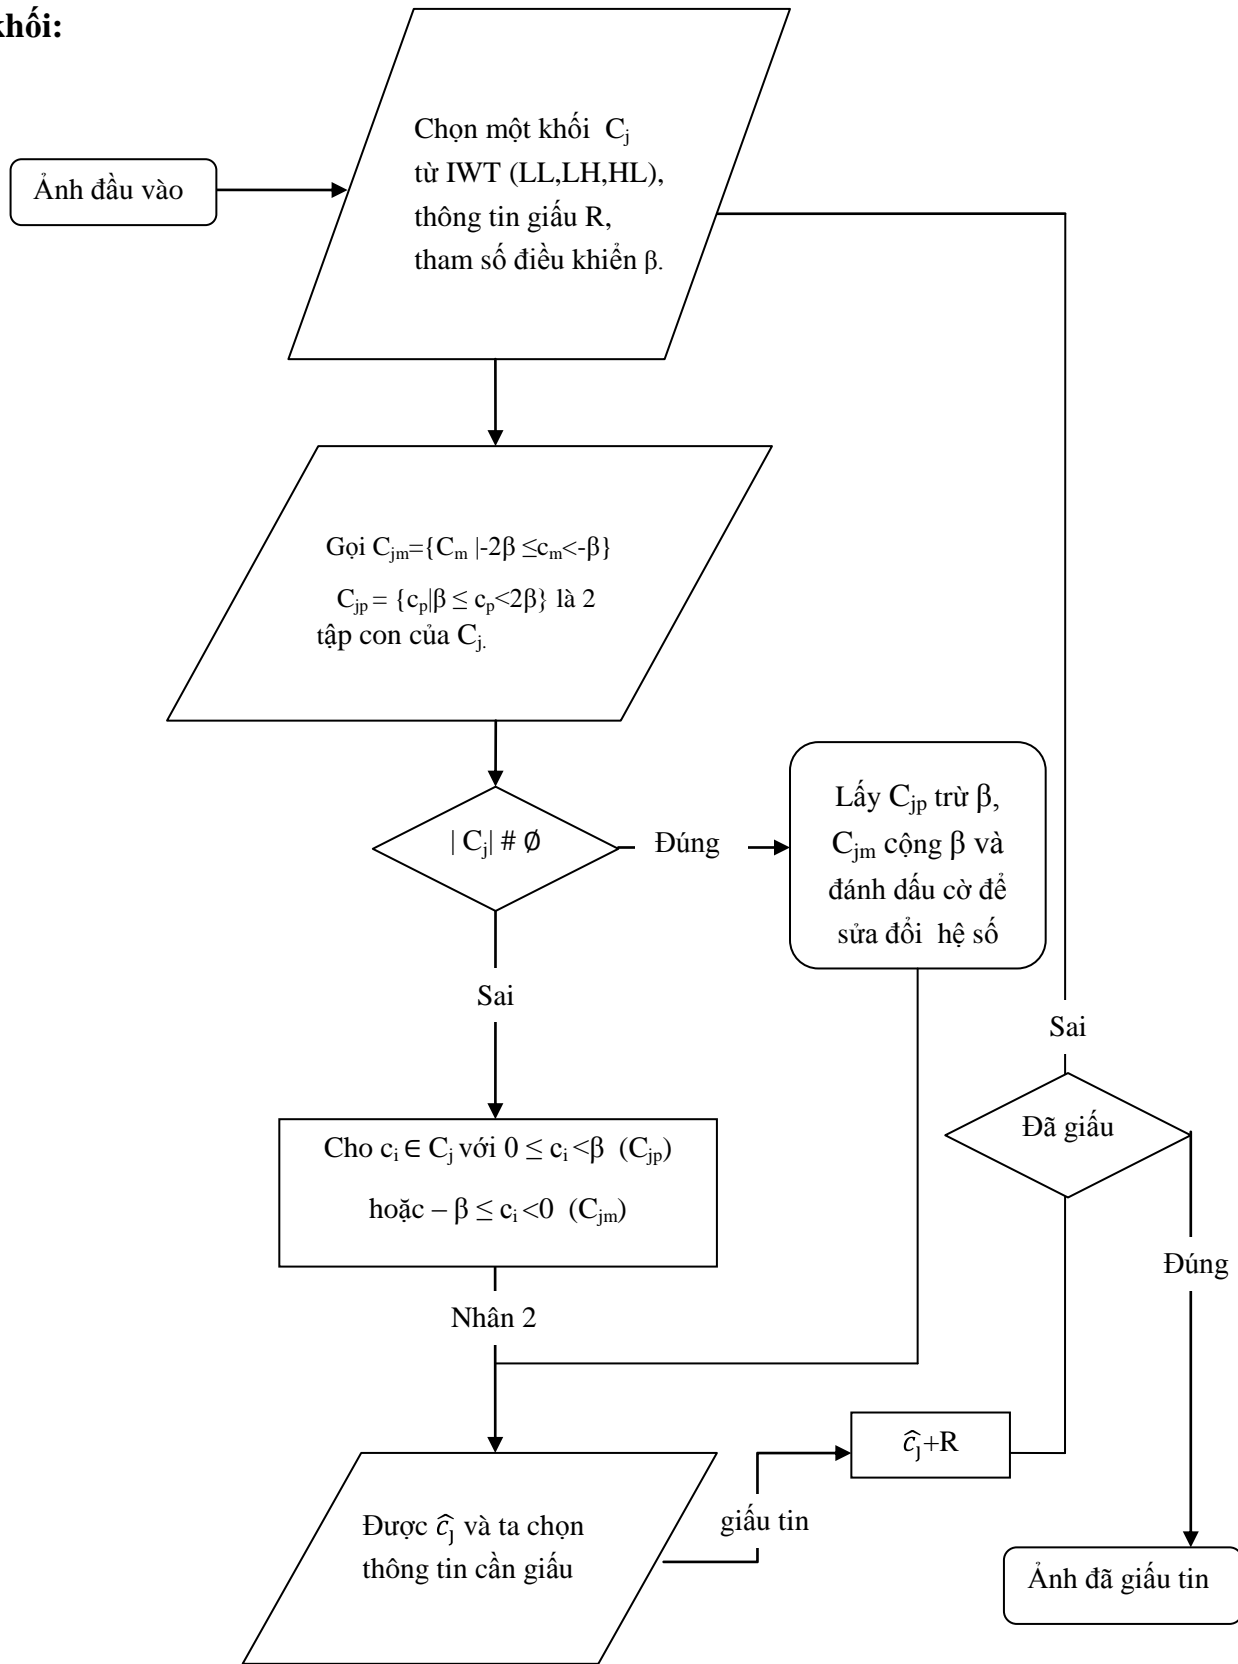 khối:
Ảnh đầu vào
Chọn một khối C_j
từ IWT (LL,LH,HL),
thông tin giấu R,
tham số điều khiển β.
Gọi C_jm={C_m |-2β ≤c_m<-β}
C_jp = {c_p|β ≤ c_p<2β} là 2
tập con của C_j.
| C_j| # ∅
Đúng
Lấy C_jp trừ β,
C_jm cộng β và
đánh dấu cờ để
sửa đổi hệ số
Sai
Cho c_i ∈ C_j với 0 ≤ c_i <β (C_jp)
hoặc – β ≤ c_i <0 (C_jm)
Nhân 2
Được ĉ_j và ta chọn
thông tin cần giấu
giấu tin
ĉ_j+R
Sai
Đã giấu
Đúng
Ảnh đã giấu tin